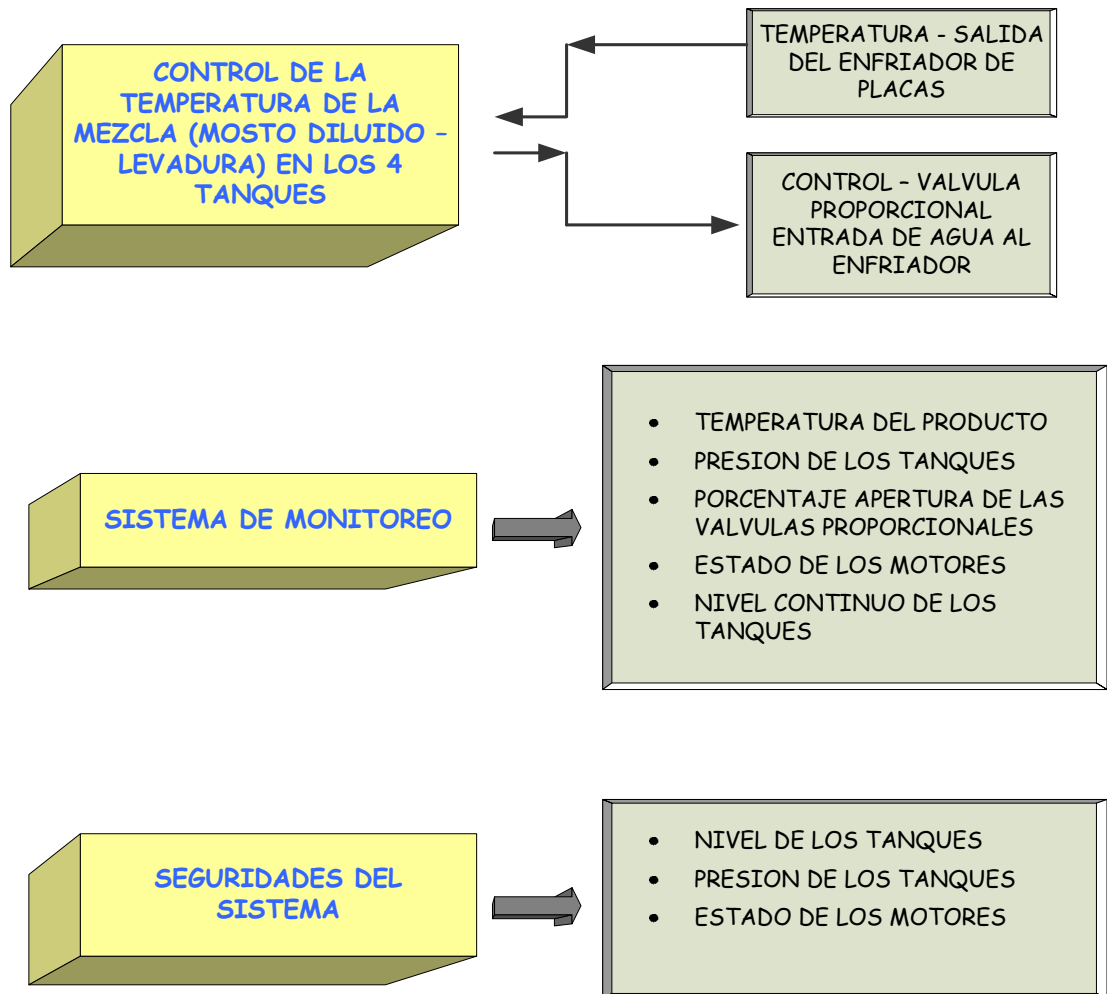 CONTROL DE LA
TEMPERATURA DE LA
MEZCLA (MOSTO DILUIDO –
LEVADURA) EN LOS 4
TANQUES
TEMPERATURA - SALIDA
DEL ENFRIADOR DE
PLACAS
CONTROL – VALVULA
PROPORCIONAL
ENTRADA DE AGUA AL
ENFRIADOR
SISTEMA DE MONITOREO
• TEMPERATURA DEL PRODUCTO
• PRESION DE LOS TANQUES
• PORCENTAJE APERTURA DE LAS
VALVULAS PROPORCIONALES
• ESTADO DE LOS MOTORES
• NIVEL CONTINUO DE LOS
TANQUES
SEGURIDADES DEL
SISTEMA
• NIVEL DE LOS TANQUES
• PRESION DE LOS TANQUES
• ESTADO DE LOS MOTORES